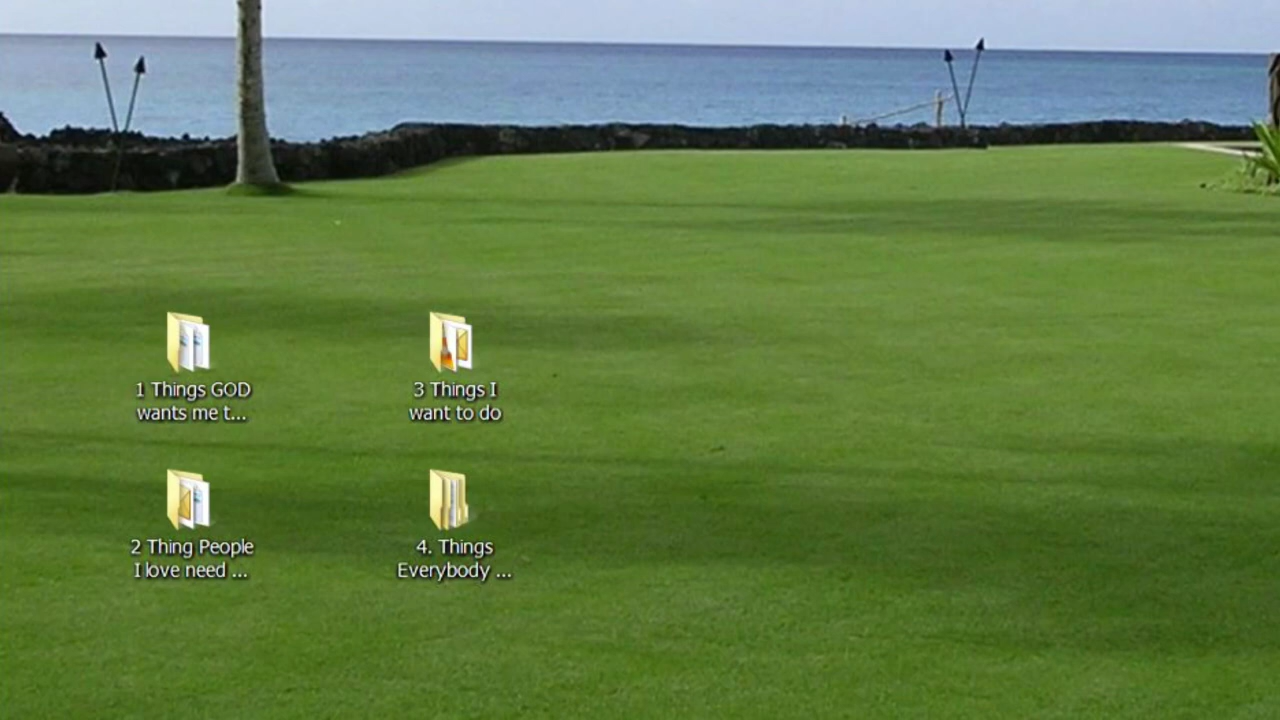 1 Things GOD
wants me t...
2 Thing People
I love need ...
3 Things I
want to do
4. Things
Everybody ...